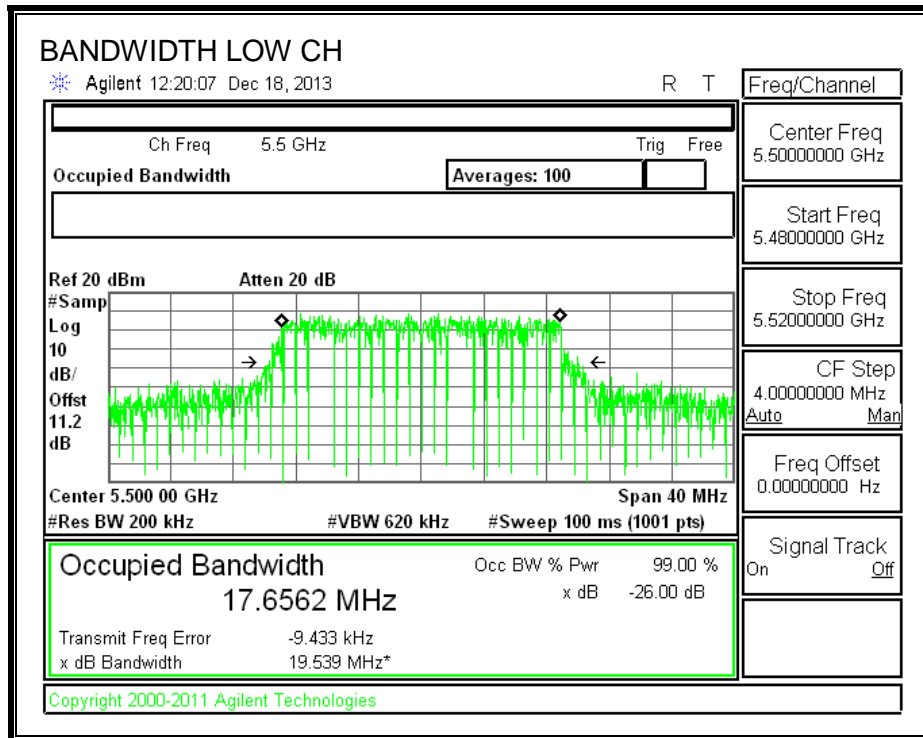 BANDWIDTH LOW CH
Agilent 12:20:07 Dec 18, 2013 R T
Freq/Channel
Ch Freq 5.5 GHz Trig Free
Occupied Bandwidth Averages: 100
Center Freq
5.50000000 GHz
Start Freq
5.48000000 GHz
Stop Freq
5.52000000 GHz
CF Step
4.00000000 MHz
Auto Man
Freq Offset
0.00000000 Hz
Signal Track
On Off
Ref 20 dBm Atten 20 dB
#Samp
Log
10
dB/
Offst
11.2
dB
Center 5.500 00 GHz Span 40 MHz
#Res BW 200 kHz #VBW 620 kHz #Sweep 100 ms (1001 pts)
Occupied Bandwidth Occ BW % Pwr 99.00 %
17.6562 MHz x dB -26.00 dB
Transmit Freq Error -9.433 kHz
x dB Bandwidth 19.539 MHz*
Copyright 2000-2011 Agilent Technologies